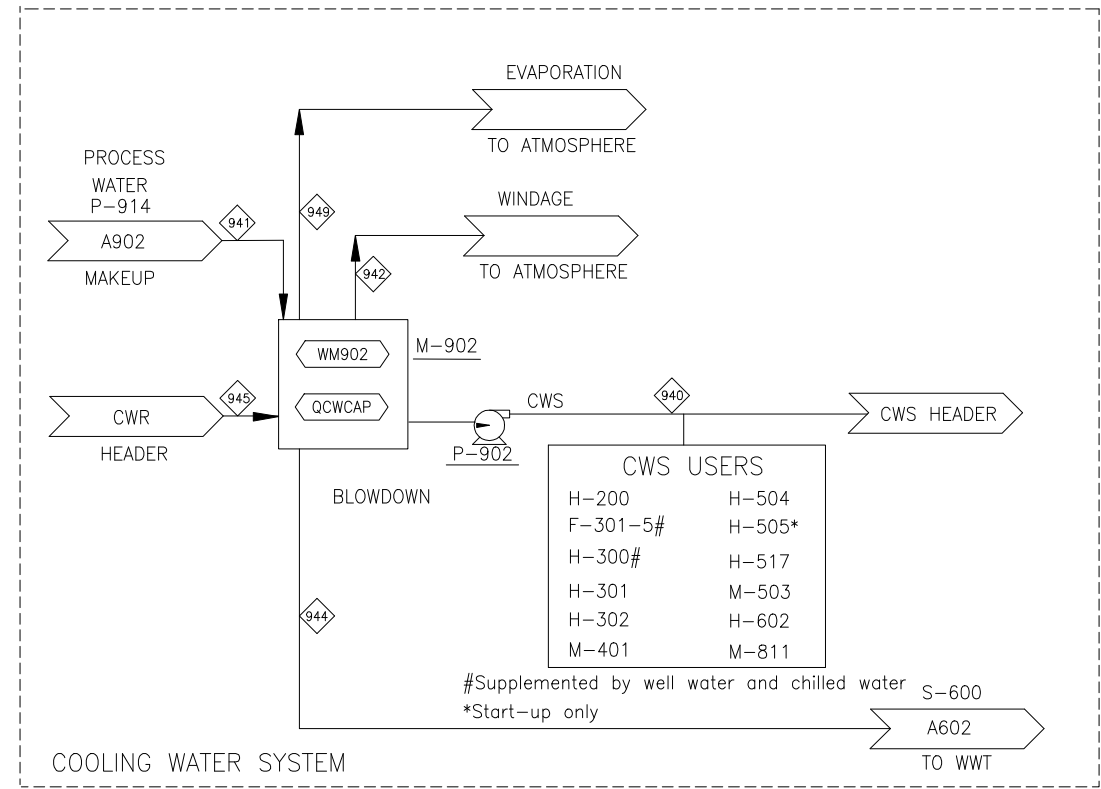 EVAPORATION
TO ATMOSPHERE
PROCESS
WATER
P-914
A902
MAKEUP
941
949
WINDAGE
TO ATMOSPHERE
942
WM902
QCWCAP
M-902
CWR
HEADER
945
CWS
P-902
940
CWS HEADER
BLOWDOWN
CWS USERS
H-200 H-504
F-301-5# H-505*
H-300# H-517
H-301 M-503
H-302 H-602
M-401 M-811
944
#Supplemented by well water and chilled water
*Start-up only
S-600
A602
TO WWT
COOLING WATER SYSTEM